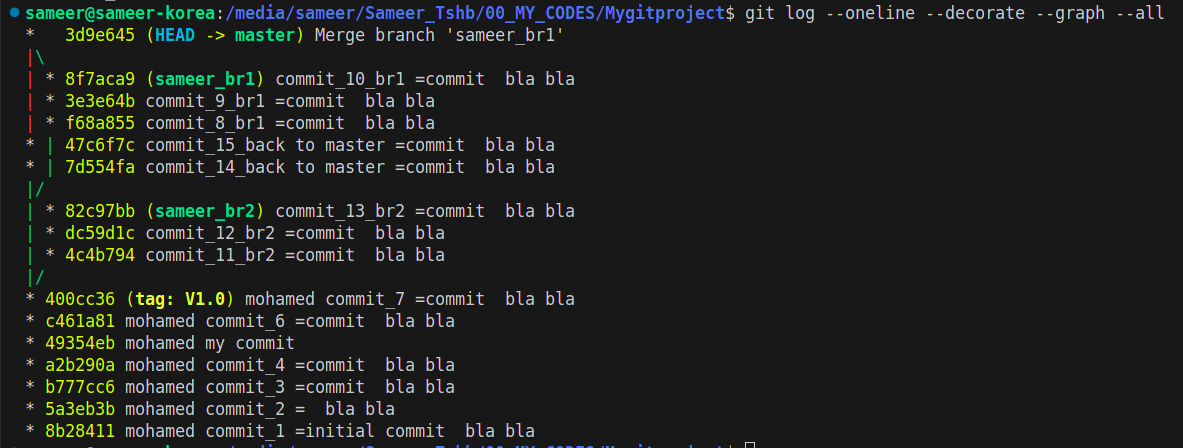 sameer@sameer-korea:/media/sameer/Sameer_Tshb/00_MY_CODES/Mygitproject$ git log --oneline --decorate --graph --all
*   3d9e645 (HEAD -> master) Merge branch 'sameer_br1'
|\
| * 8f7aca9 (sameer_br1) commit_10_br1 =commit  bla bla
| * 3e3e64b commit_9_br1 =commit  bla bla
| * f68a855 commit_8_br1 =commit  bla bla
* | 47c6f7c commit_15_back to master =commit  bla bla
* | 7d554fa commit_14_back to master =commit  bla bla
|/
| * 82c97bb (sameer_br2) commit_13_br2 =commit  bla bla
| * dc59d1c commit_12_br2 =commit  bla bla
| * 4c4b794 commit_11_br2 =commit  bla bla
|/
* 400cc36 (tag: V1.0) mohamed commit_7 =commit  bla bla
* c461a81 mohamed commit_6 =commit  bla bla
* 49354eb mohamed my commit
* a2b290a mohamed commit_4 =commit  bla bla
* b777cc6 mohamed commit_3 =commit  bla bla
* 5a3eb3b mohamed commit_2 =  bla bla
* 8b28411 mohamed commit_1 =initial commit  bla bla